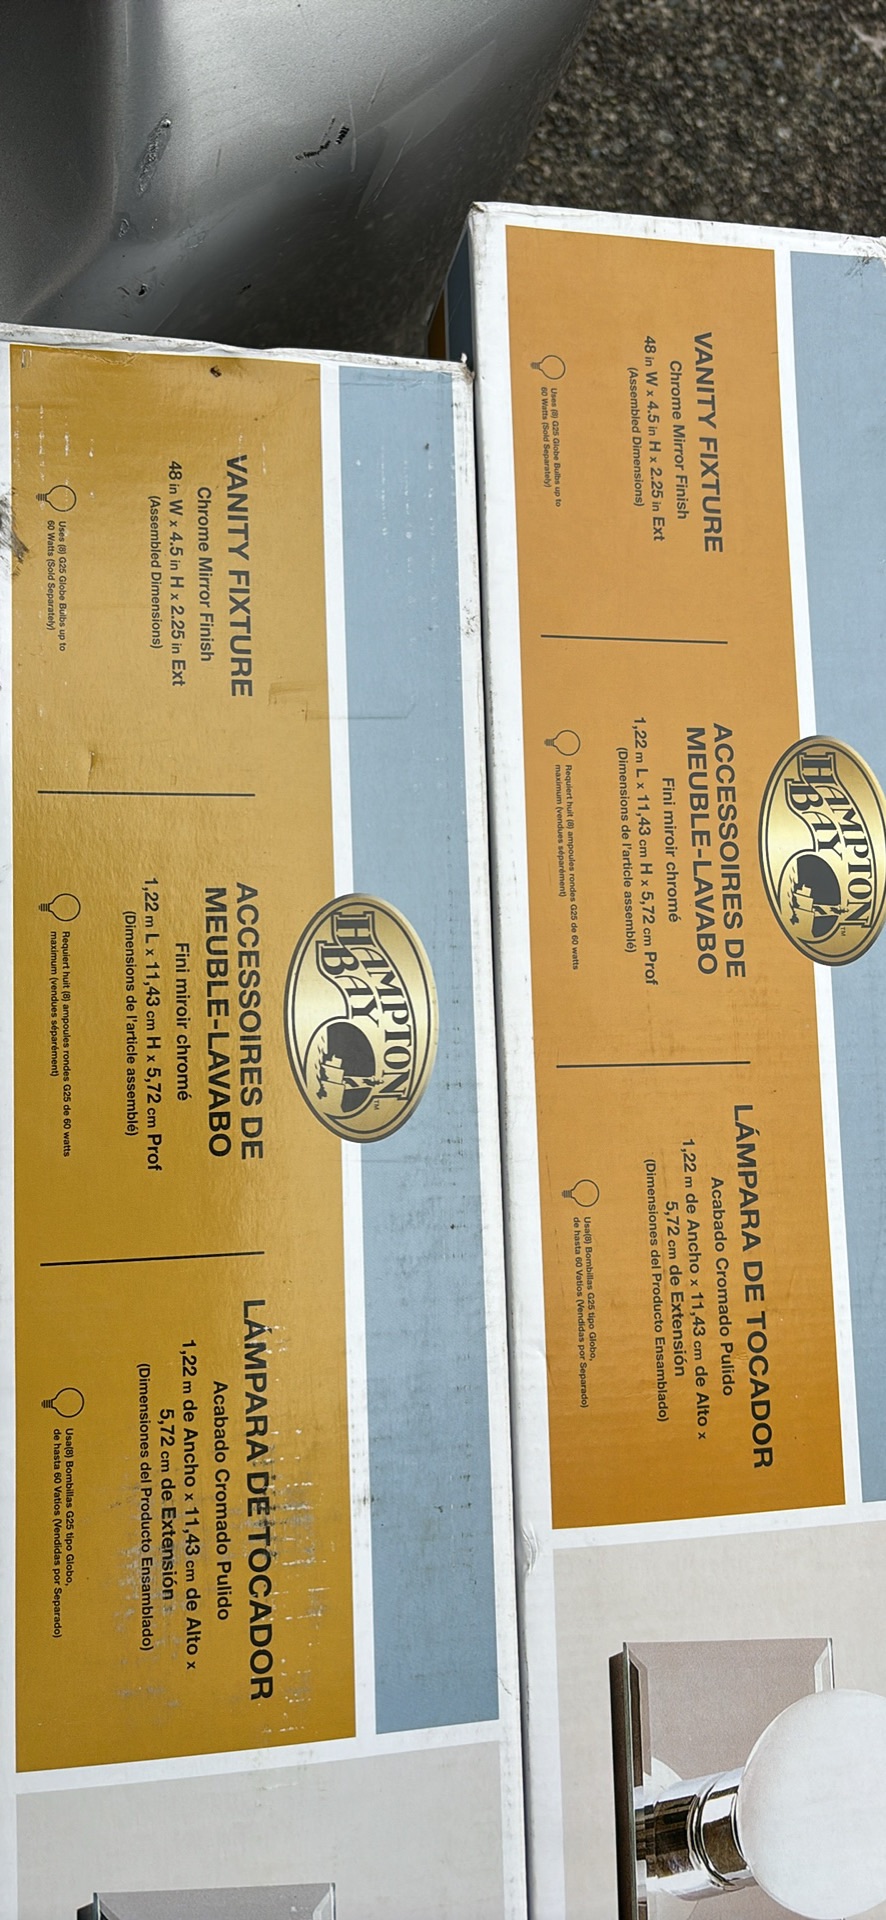 VANITY FIXTURE
Chrome Mirror Finish
48 in W x 4.5 in H x 2.25 in Ext
(Assembled Dimensions)
Uses (8) G25 Globe Bulbs up to
60 Watts (Sold Separately)
ACCESSOIRES DE
MEUBLE-LAVABO
Fini miroir chromé
1,22 m L x 11,43 cm H x 5,72 cm Prof
(Dimensions de l'article assemblé)
Requiert huit (8) ampoules rondes G25 de 60 watts
maximum (vendues séparément)
LÁMPARA DE TOCADOR
Acabado Cromado Pulido
1,22 m de Ancho x 11,43 cm de Alto x
5,72 cm de Extensión
(Dimensiones del Producto Ensamblado)
Usa(8) Bombillas G25 tipo Globo,
de hasta 60 Vatios (Vendidas por Separado)
HAMPTON
BAY
TM
VANITY FIXTURE
Chrome Mirror Finish
48 in W x 4.5 in H x 2.25 in Ext
(Assembled Dimensions)
Uses (8) G25 Globe Bulbs up to
60 Watts (Sold Separately)
ACCESSOIRES DE
MEUBLE-LAVABO
Fini miroir chromé
1,22 m L x 11,43 cm H x 5,72 cm Prof
(Dimensions de l'article assemblé)
Requiert huit (8) ampoules rondes G25 de 60 watts
maximum (vendues séparément)
LÁMPARA DE TOCADOR
Acabado Cromado Pulido
1,22 m de Ancho x 11,43 cm de Alto x
5,72 cm de Extensión
(Dimensiones del Producto Ensamblado)
Usa(8) Bombillas G25 tipo Globo,
de hasta 60 Vatios (Vendidas por Separado)
HAMPTON
BAY
TM